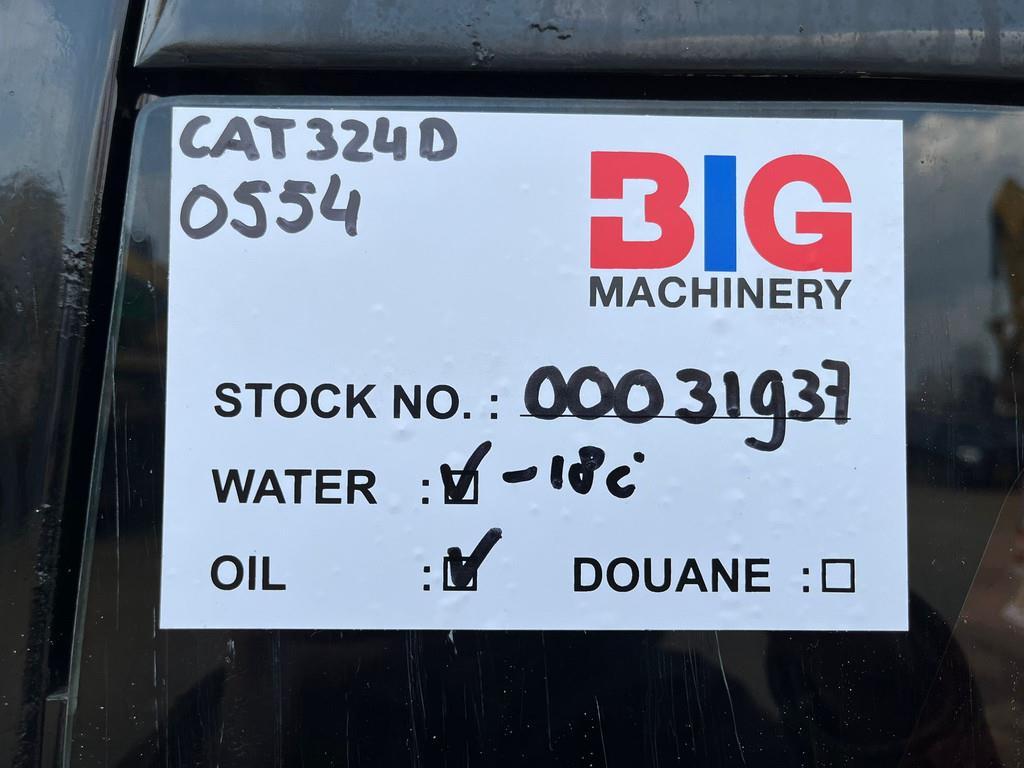 CAT 324D
0554
BIG
MACHINERY
STOCK NO. : 00031937
WATER : ☑ -18c°
OIL : ☑ DOUANE : ☐